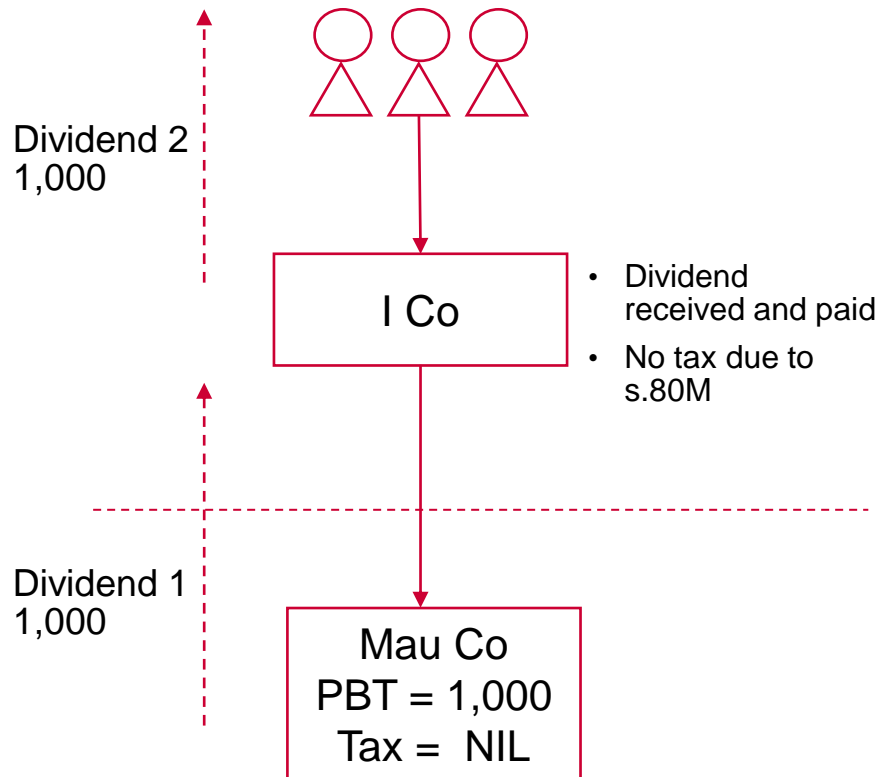 Dividend 2
1,000
I Co
• Dividend
received and paid
• No tax due to
s.80M
Dividend 1
1,000
Mau Co
PBT = 1,000
Tax = NIL